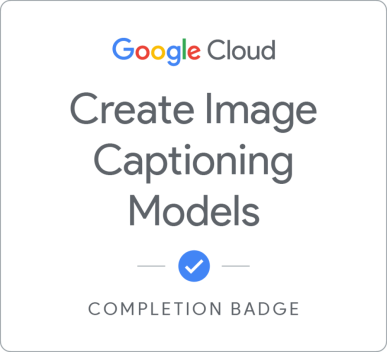 Google Cloud
Create Image
Captioning
Models
COMPLETION BADGE